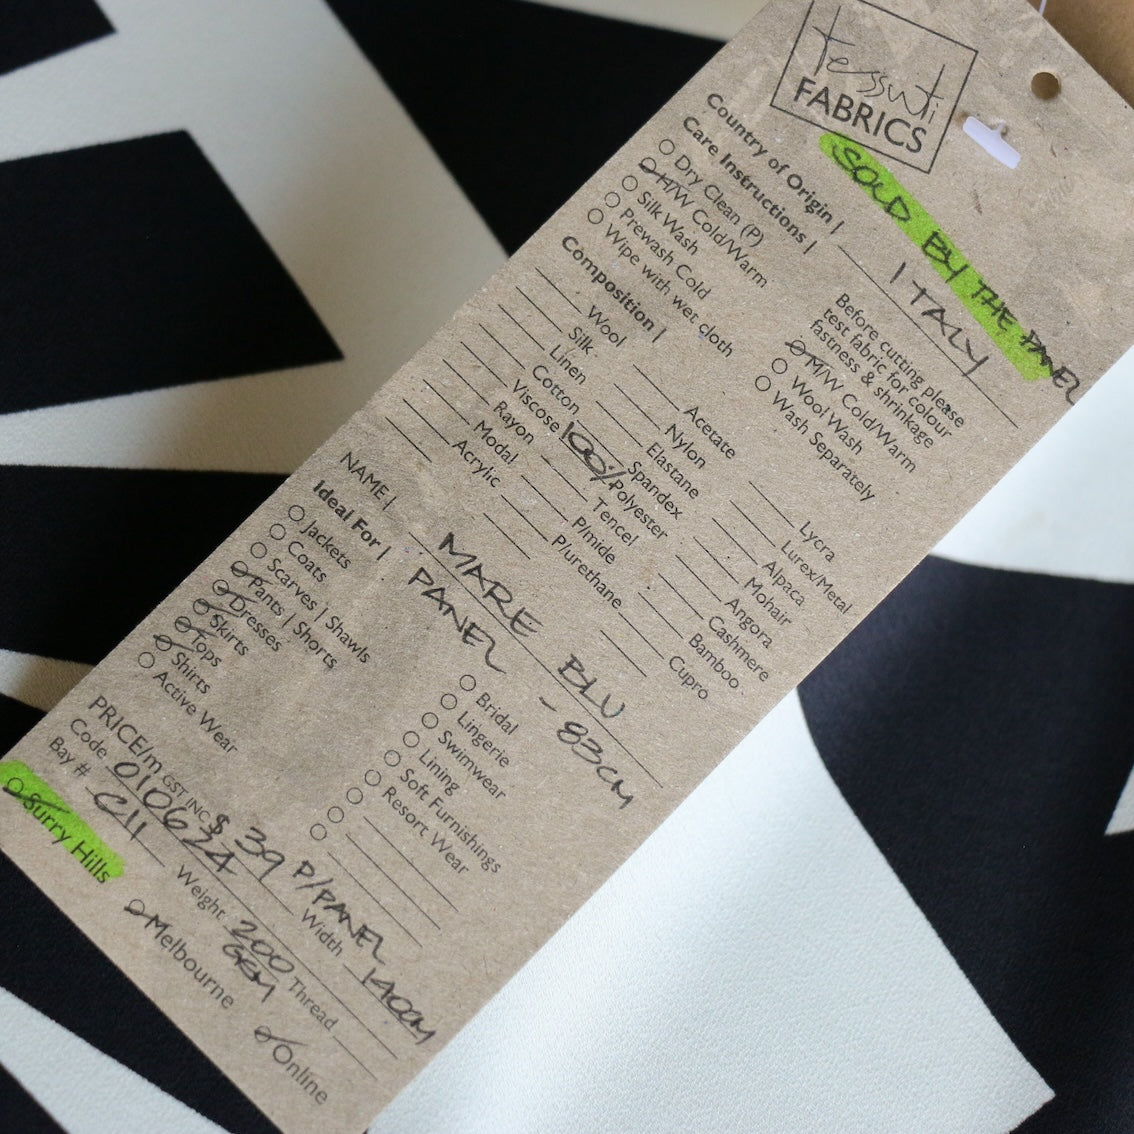 tessuti
FABRICS
SOLD BY THE PANEL
Country of Origin | ITALY
Care Instructions |
Dry Clean (P)
H/W Cold/Warm
Silk Wash
Prewash Cold
Wipe with wet cloth
Before cutting please
test fabric for colour
fastness & shrinkage
M/W Cold/Warm
Wool Wash
Wash Separately
Composition |
Wool
Silk
Linen
Cotton
Viscose
Rayon
Modal
Acrylic
Acetate
Nylon
Elastane
Spandex
100% Polyester
Tencel
P/mide
P/urethane
Lycra
Lurex/Metal
Alpaca
Mohair
Angora
Cashmere
Bamboo
Cupro
NAME | MARE BLU
PANEL - 83CM
Ideal For |
Jackets
Coats
Scarves | Shawls
Pants | Shorts
Dresses
Skirts
Tops
Shirts
Active Wear
Bridal
Lingerie
Swimwear
Lining
Soft Furnishings
Resort Wear
PRICE/m GST INC $39 P/PANEL
Code 010624 Width 140CM
Bay # C11 Weight 200 GRM Thread
Surry Hills Melbourne Online